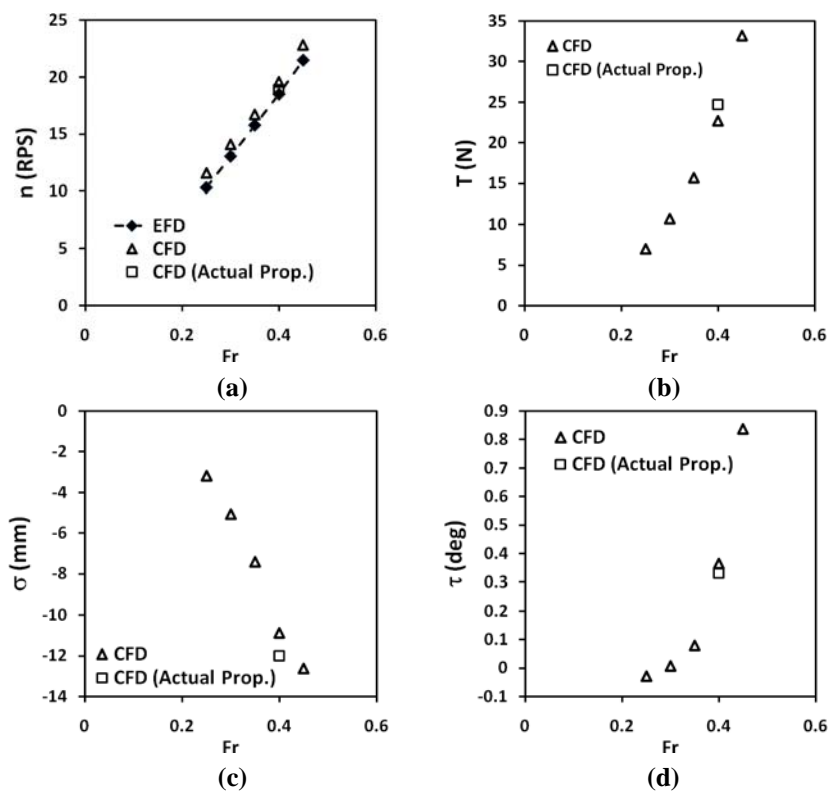 25
20
15
10
5
0
n (RPS)
EFD
CFD
CFD (Actual Prop.)
0 0.2 0.4 0.6
Fr
(a)
35
30
25
20
15
10
5
0
T (N)
CFD
CFD (Actual Prop.)
0 0.2 0.4 0.6
Fr
(b)
0
-2
-4
-6
-8
-10
-12
-14
σ (mm)
CFD
CFD (Actual Prop.)
0 0.2 0.4 0.6
Fr
(c)
0.9
0.8
0.7
0.6
0.5
0.4
0.3
0.2
0.1
0
-0.1
τ (deg)
CFD
CFD (Actual Prop.)
0 0.2 0.4 0.6
Fr
(d)